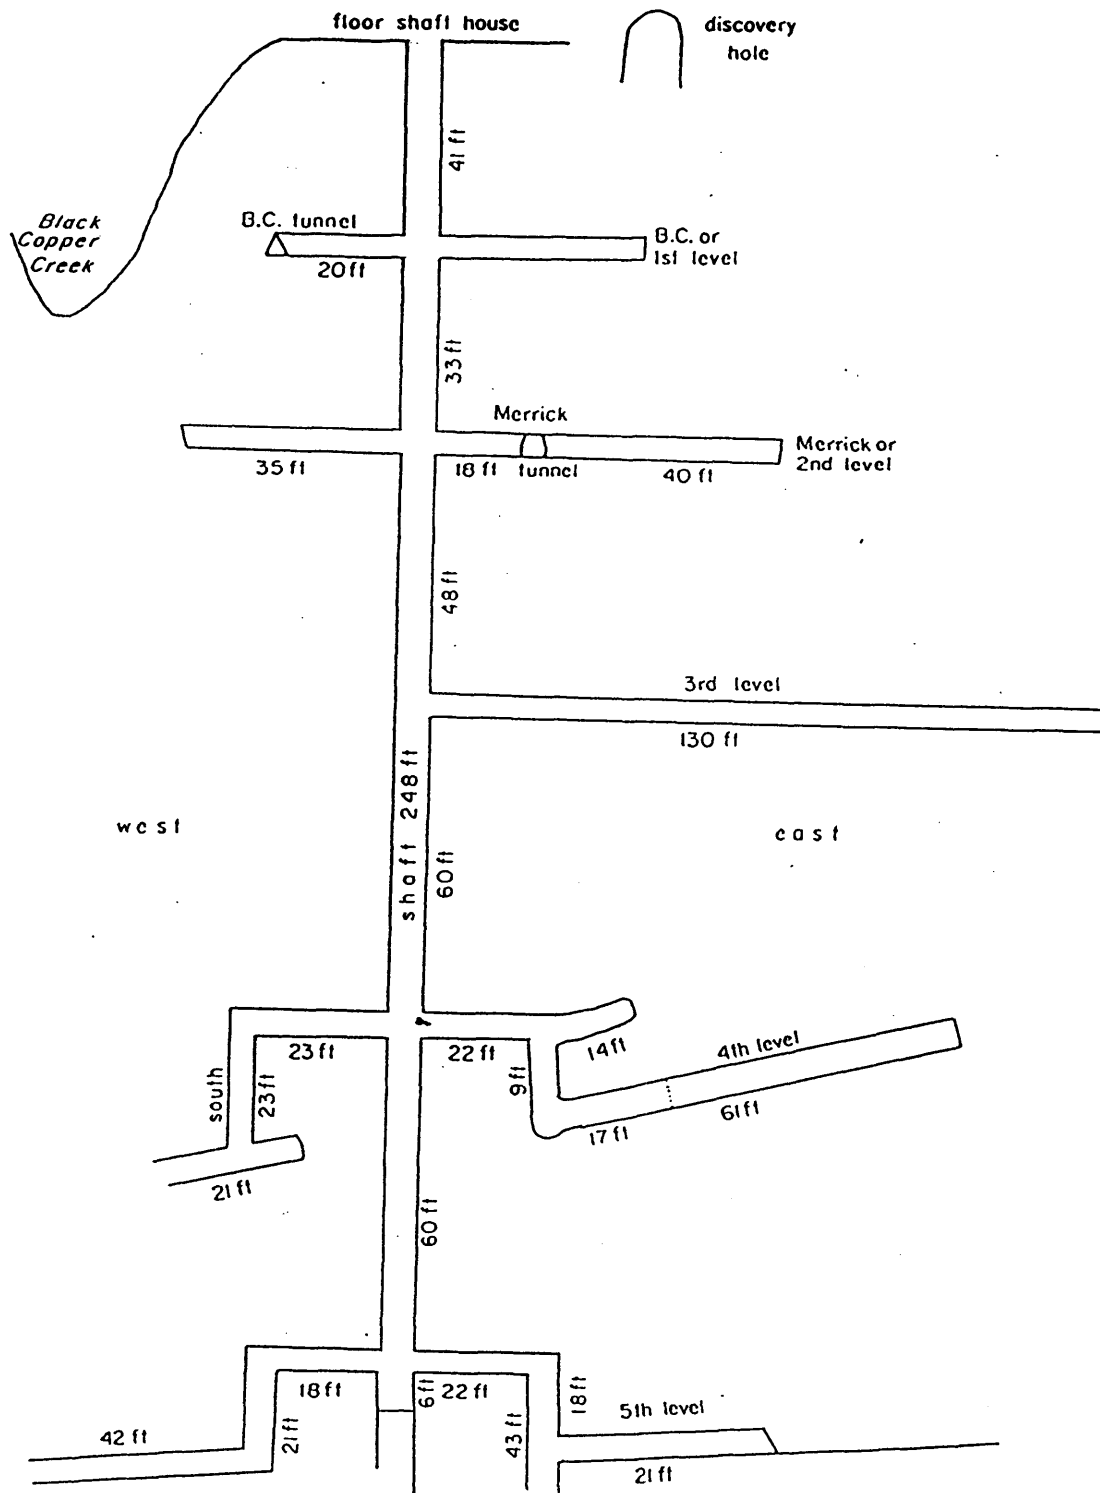 floor shaft house
discovery
hole
41 ft
Black
Copper
Creek
B.C. tunnel
20 ft
B.C. or
1st level
33 ft
Merrick
tunnel
35 ft
18 ft
40 ft
Merrick or
2nd level
48 ft
3rd level
130 ft
shaft 248 ft
60 ft
west
east
23 ft
22 ft
14 ft
4th level
south
23 ft
9 ft
17 ft
61 ft
21 ft
60 ft
18 ft
6 ft
22 ft
18 ft
5th level
42 ft
21 ft
43 ft
21 ft